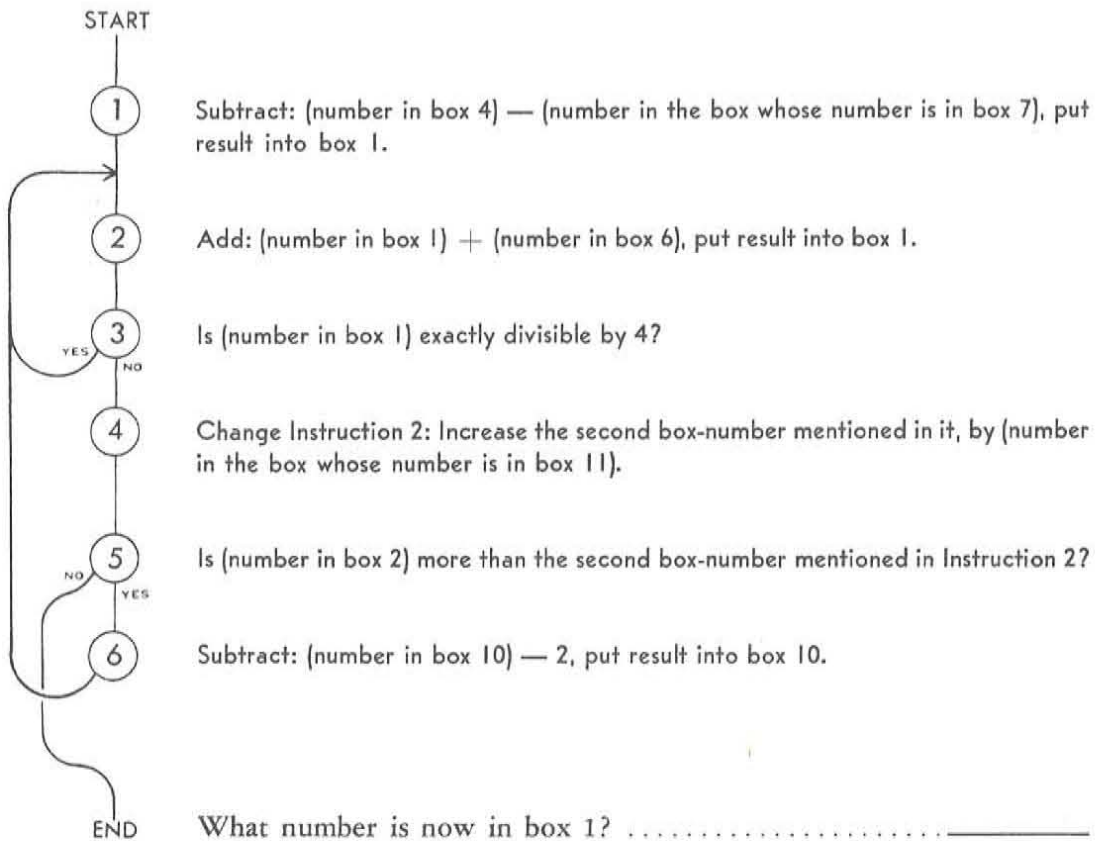 START
1 Subtract: (number in box 4) — (number in the box whose number is in box 7), put
result into box 1.
2 Add: (number in box 1) + (number in box 6), put result into box 1.
3 Is (number in box 1) exactly divisible by 4?
YES
NO
4 Change Instruction 2: Increase the second box-number mentioned in it, by (number
in the box whose number is in box 11).
5 Is (number in box 2) more than the second box-number mentioned in Instruction 2?
NO
YES
6 Subtract: (number in box 10) — 2, put result into box 10.
END What number is now in box 1? ......................